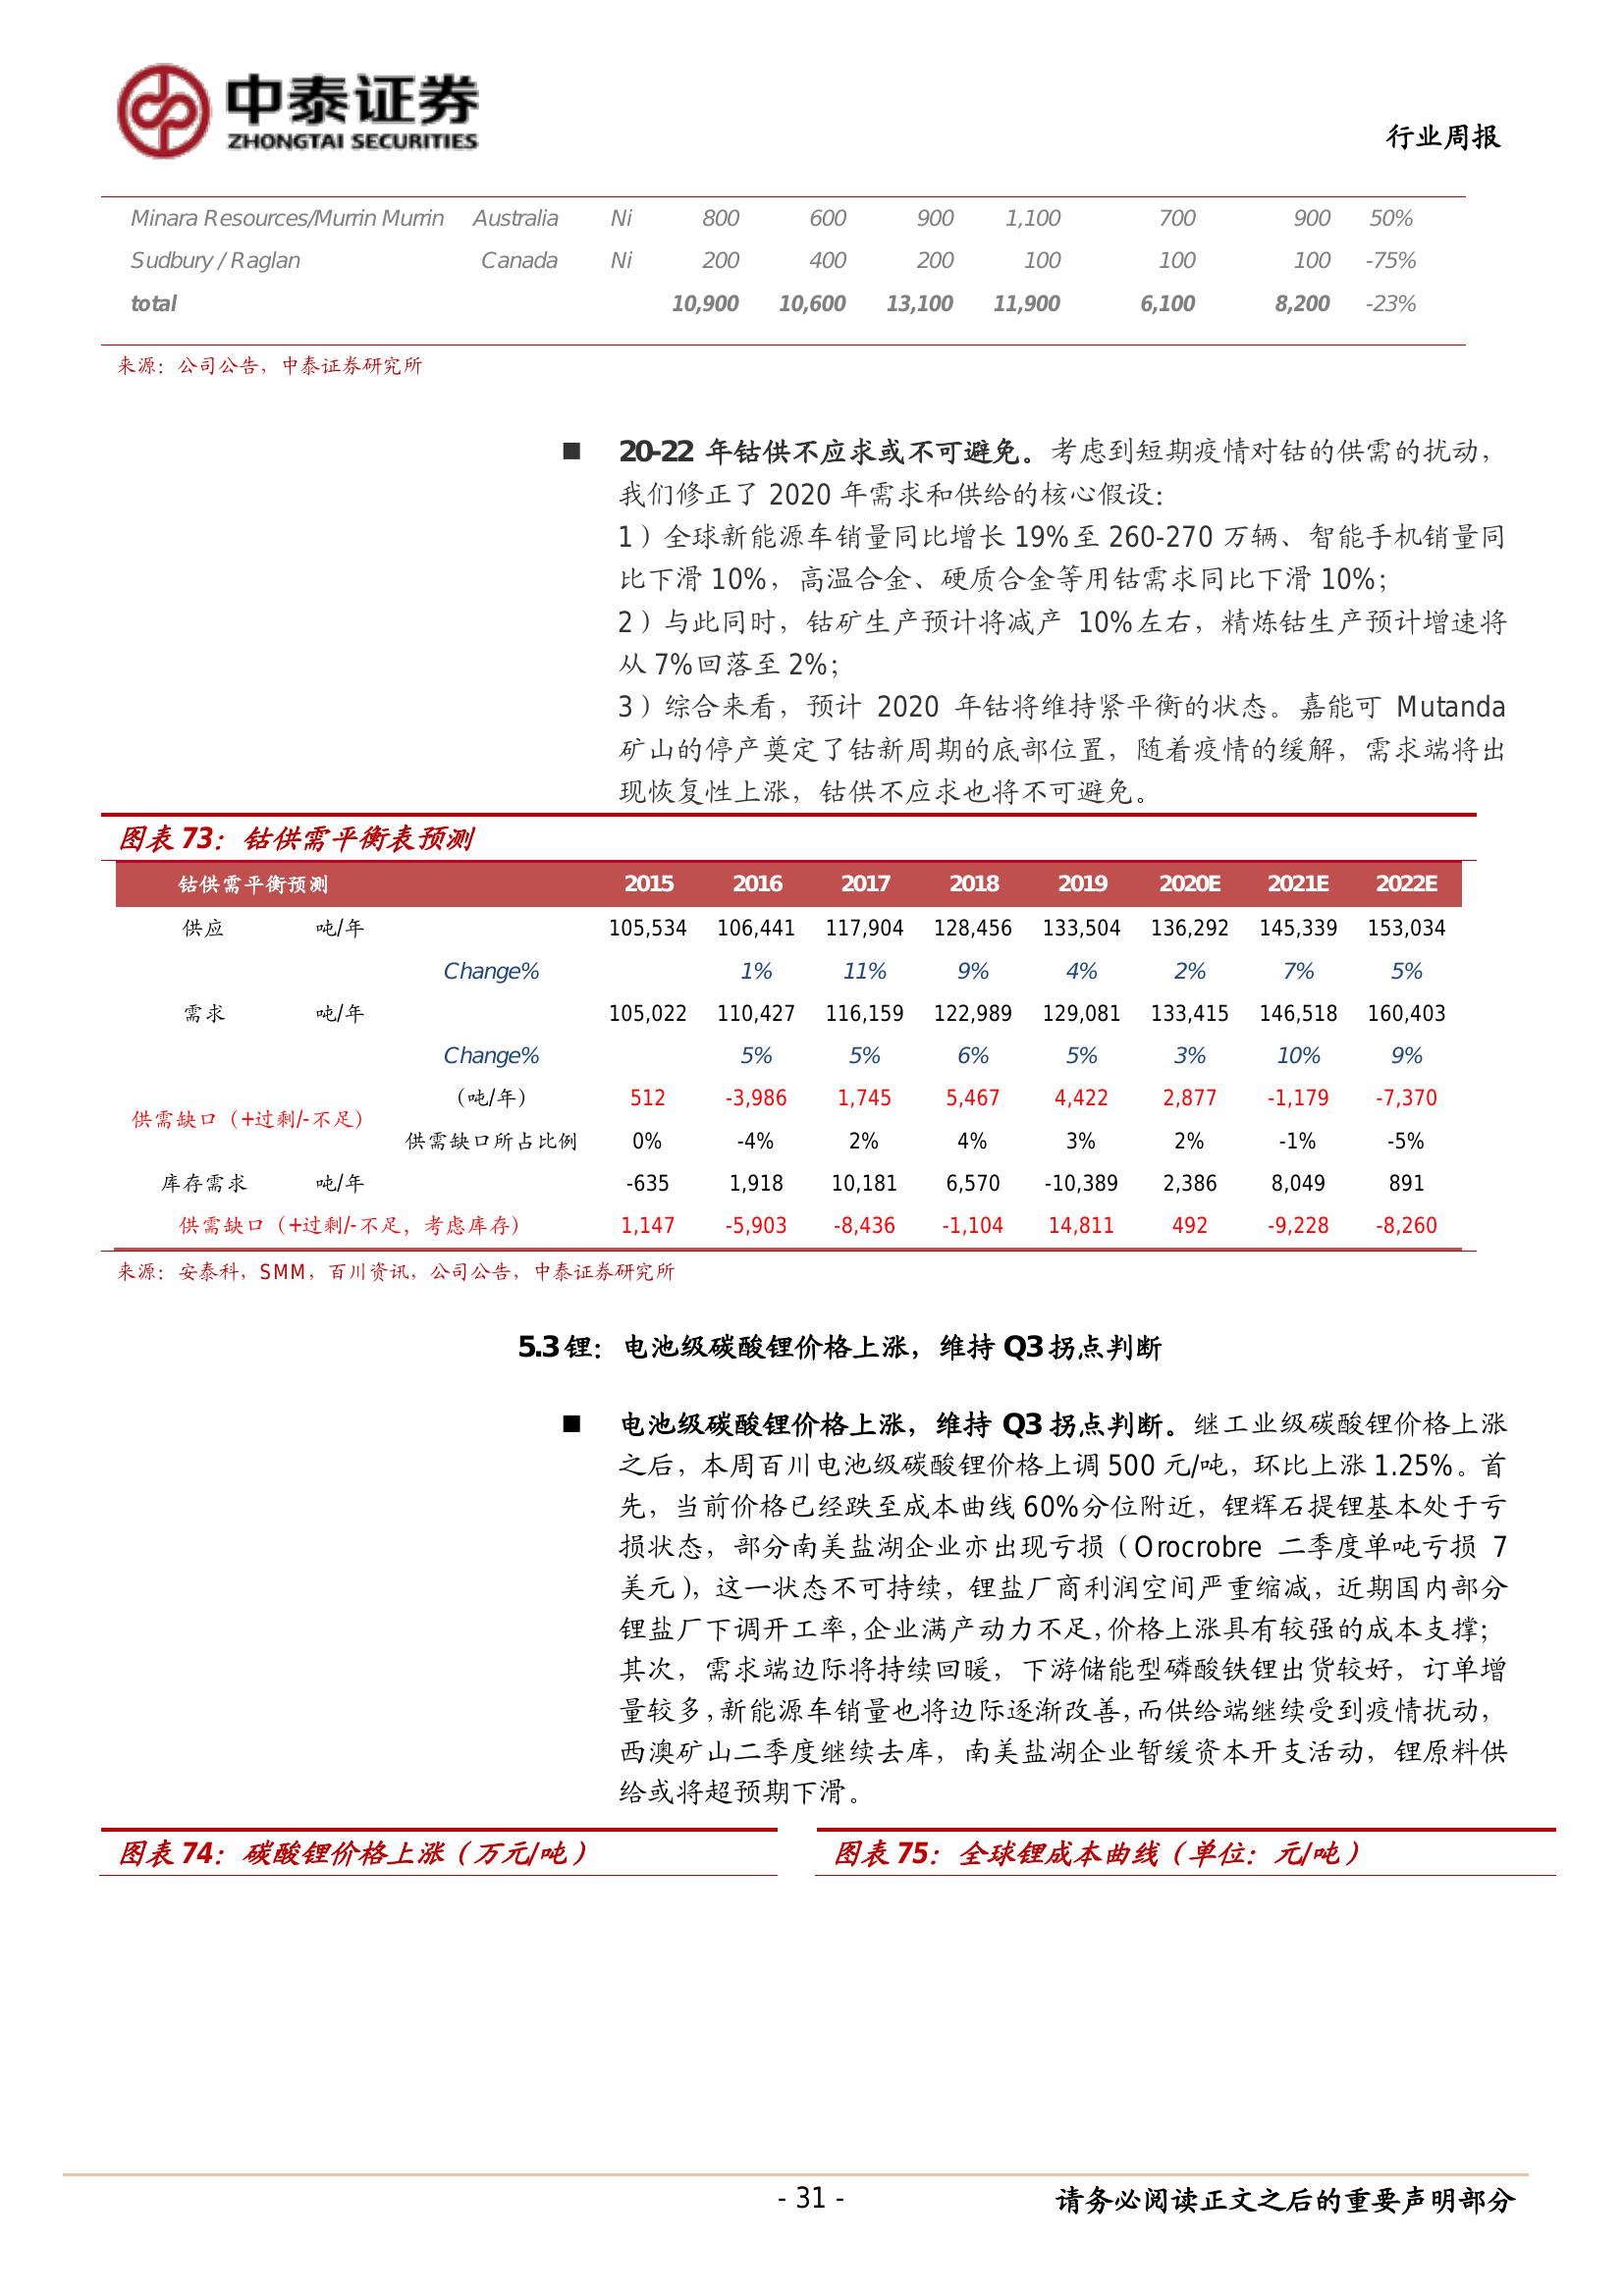 中泰证券
ZHONGTAI SECURITIES
行业周报
Minara Resources/Murrin Murrin Australia Ni 800 600 900 1,100 700 900 50%
Sudbury / Raglan Canada Ni 200 400 200 100 100 100 -75%
total 10,900 10,600 13,100 11,900 6,100 8,200 -23%
来源：公司公告，中泰证券研究所
■ 20-22 年钴供不应求或不可避免。考虑到短期疫情对钴的供需的扰动，
我们修正了 2020 年需求和供给的核心假设：
1）全球新能源车销量同比增长 19%至 260-270 万辆、智能手机销量同
比下滑 10%，高温合金、硬质合金等用钴需求同比下滑 10%；
2）与此同时，钴矿生产预计将减产 10%左右，精炼钴生产预计增速将
从 7%回落至 2%；
3）综合来看，预计 2020 年钴将维持紧平衡的状态。嘉能可 Mutanda
矿山的停产奠定了钴新周期的底部位置，随着疫情的缓解，需求端将出
现恢复性上涨，钴供不应求也将不可避免。
图表 73：钴供需平衡表预测
钴供需平衡预测 2015 2016 2017 2018 2019 2020E 2021E 2022E
供应 吨/年 105,534 106,441 117,904 128,456 133,504 136,292 145,339 153,034
Change% 1% 11% 9% 4% 2% 7% 5%
需求 吨/年 105,022 110,427 116,159 122,989 129,081 133,415 146,518 160,403
Change% 5% 5% 6% 5% 3% 10% 9%
供需缺口（+过剩/-不足） （吨/年） 512 -3,986 1,745 5,467 4,422 2,877 -1,179 -7,370
供需缺口所占比例 0% -4% 2% 4% 3% 2% -1% -5%
库存需求 吨/年 -635 1,918 10,181 6,570 -10,389 2,386 8,049 891
供需缺口（+过剩/-不足，考虑库存） 1,147 -5,903 -8,436 -1,104 14,811 492 -9,228 -8,260
来源：安泰科，SMM，百川资讯，公司公告，中泰证券研究所
5.3 锂：电池级碳酸锂价格上涨，维持 Q3 拐点判断
■ 电池级碳酸锂价格上涨，维持 Q3 拐点判断。继工业级碳酸锂价格上涨
之后，本周百川电池级碳酸锂价格上调 500 元/吨，环比上涨 1.25%。首
先，当前价格已经跌至成本曲线 60%分位附近，锂辉石提锂基本处于亏
损状态，部分南美盐湖企业亦出现亏损（Orocrobre 二季度单吨亏损 7
美元），这一状态不可持续，锂盐厂商利润空间严重缩减，近期国内部分
锂盐厂下调开工率，企业满产动力不足，价格上涨具有较强的成本支撑；
其次，需求端边际将持续回暖，下游储能型磷酸铁锂出货较好，订单增
量较多，新能源车销量也将边际逐渐改善，而供给端继续受到疫情扰动，
西澳矿山二季度继续去库，南美盐湖企业暂缓资本开支活动，锂原料供
给或将超预期下滑。
图表 74：碳酸锂价格上涨（万元/吨） 图表 75：全球锂成本曲线（单位：元/吨）
- 31 - 请务必阅读正文之后的重要声明部分